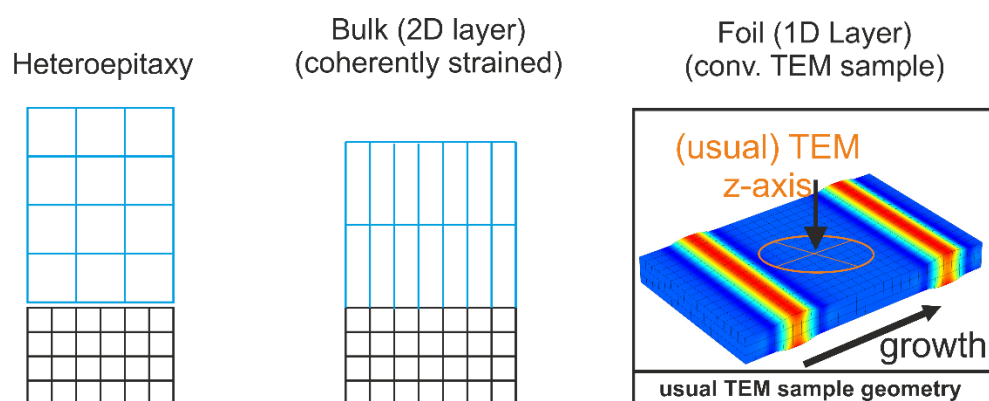 Heteroepitaxy
Bulk (2D layer)
(coherently strained)
Foil (1D Layer)
(conv. TEM sample)
(usual) TEM
z-axis
growth
usual TEM sample geometry